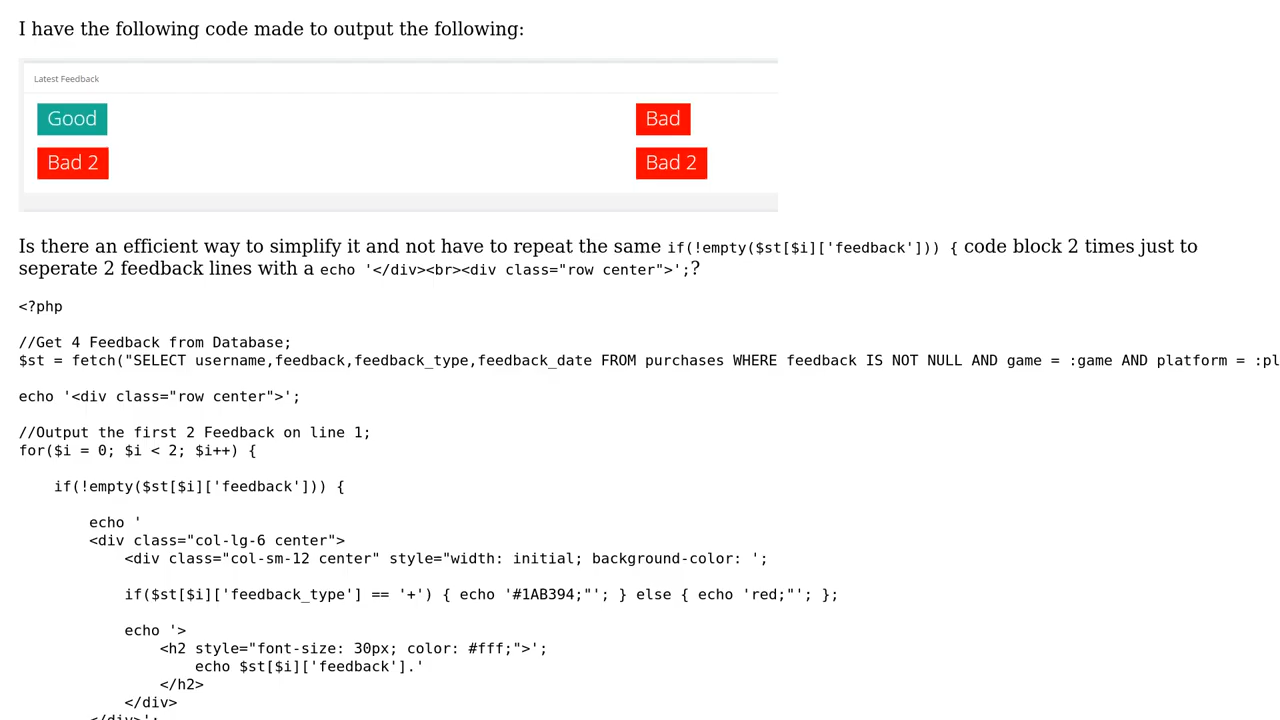 I have the following code made to output the following:
Latest Feedback
Good
Bad
Bad 2
Bad 2
Is there an efficient way to simplify it and not have to repeat the same if(!empty($st[$i]['feedback'])) { code block 2 times just to
seperate 2 feedback lines with a echo '</div><br><div class="row center">';?
<?php
//Get 4 Feedback from Database;
$st = fetch("SELECT username,feedback,feedback_type,feedback_date FROM purchases WHERE feedback IS NOT NULL AND game = :game AND platform = :pl
echo '<div class="row center">';
//Output the first 2 Feedback on line 1;
for($i = 0; $i < 2; $i++) {
if(!empty($st[$i]['feedback'])) {
echo '
<div class="col-lg-6 center">
<div class="col-sm-12 center" style="width: initial; background-color: ';
if($st[$i]['feedback_type'] == '+') { echo '#1AB394;"'; } else { echo 'red;"'; };
echo '>
<h2 style="font-size: 30px; color: #fff;">';
echo $st[$i]['feedback'].'
</h2>
</div>
</div>';